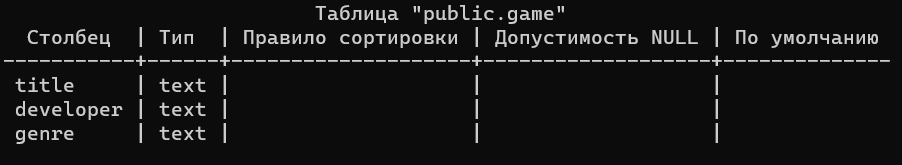 Таблица "public.game"
Столбец | Тип | Правило сортировки | Допустимость NULL | По умолчанию
-----------+------+--------------------+-------------------+--------------
title | text | | |
developer | text | | |
genre | text | | |